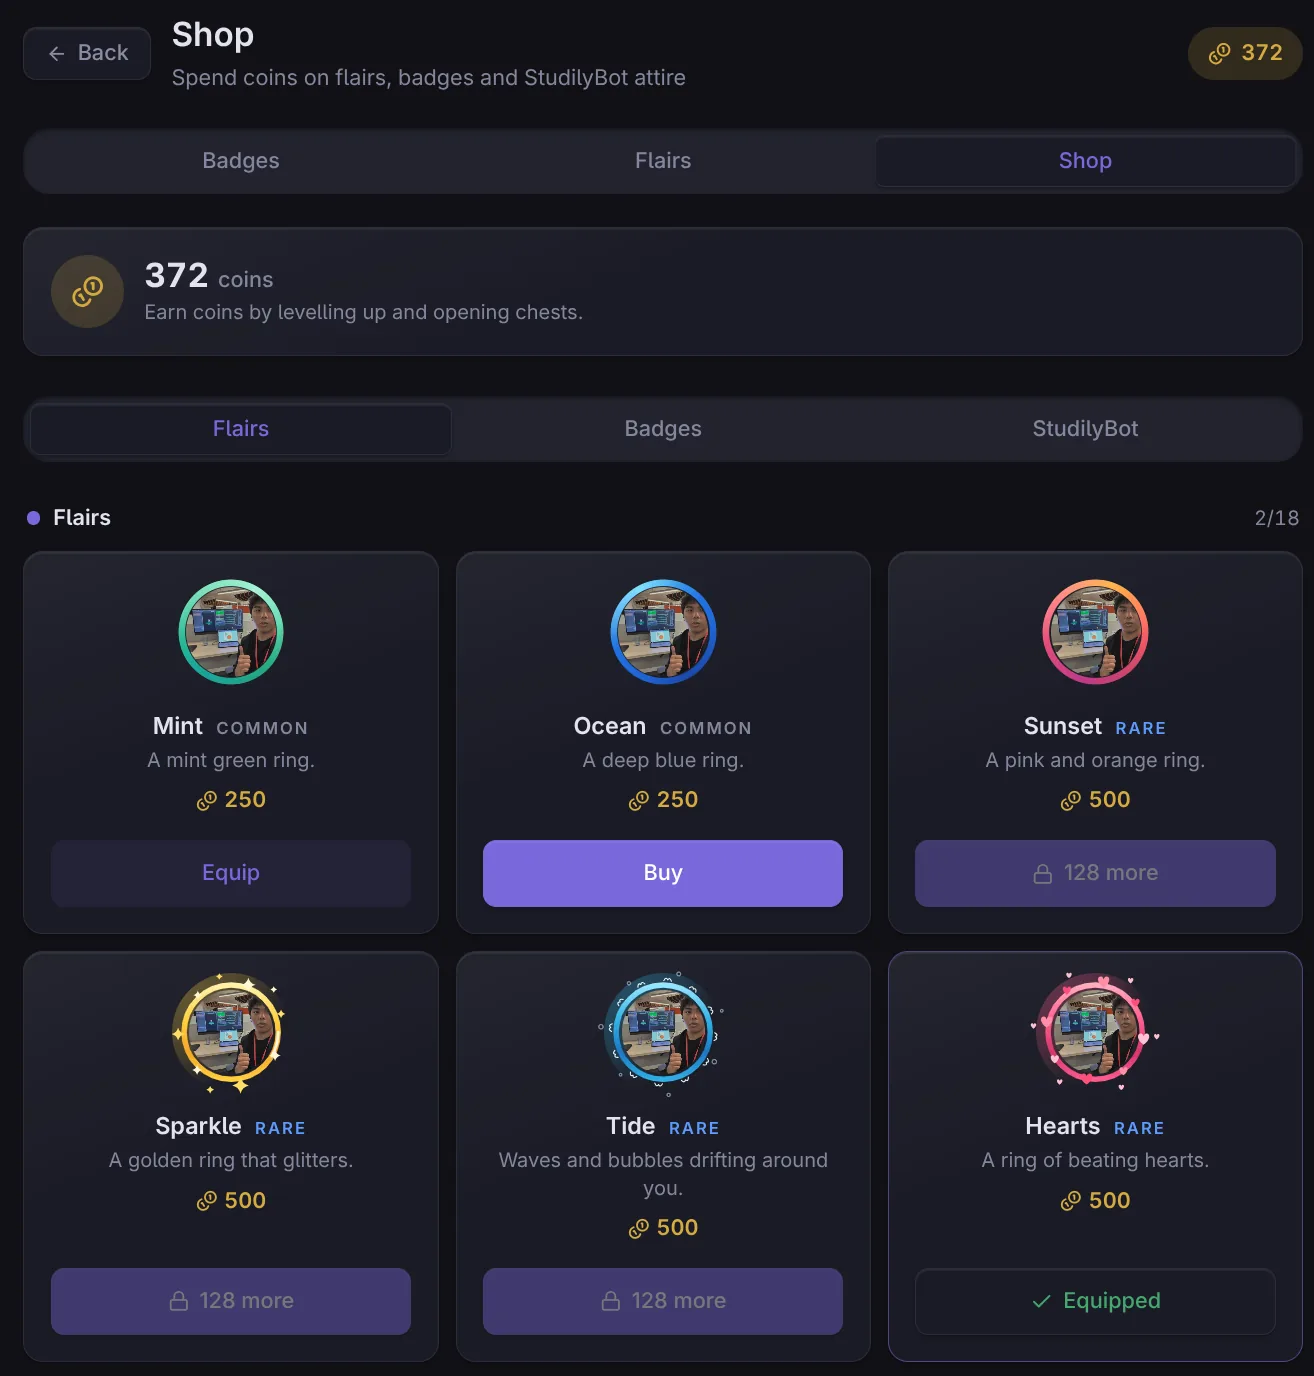 Back
Shop
Spend coins on flairs, badges and StudilyBot attire
372
Badges
Flairs
Shop
372 coins
Earn coins by levelling up and opening chests.
Flairs
Badges
StudilyBot
Flairs
2/18
Mint COMMON
A mint green ring.
250
Equip
Ocean COMMON
A deep blue ring.
250
Buy
Sunset RARE
A pink and orange ring.
500
128 more
Sparkle RARE
A golden ring that glitters.
500
128 more
Tide RARE
Waves and bubbles drifting around
you.
500
128 more
Hearts RARE
A ring of beating hearts.
500
Equipped